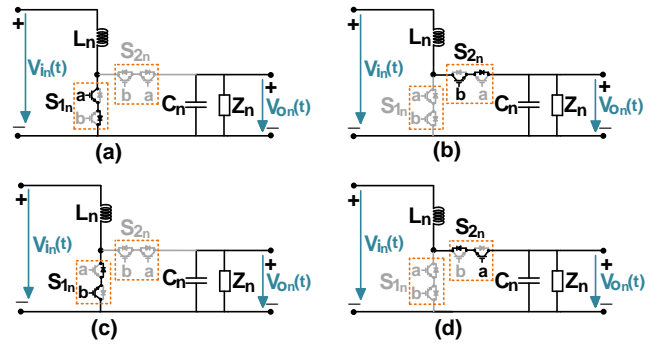 + Lₙ S₂ₙ
Vᵢₙ(t) b a +
S₁ₙ a Cₙ Zₙ Vₒₙ(t)
b
− −
(a)
+ Lₙ S₂ₙ
Vᵢₙ(t) b a +
S₁ₙ a Cₙ Zₙ Vₒₙ(t)
b
− −
(b)
+ Lₙ S₂ₙ
Vᵢₙ(t) b a +
S₁ₙ a Cₙ Zₙ Vₒₙ(t)
b
− −
(c)
+ Lₙ S₂ₙ
Vᵢₙ(t) b a +
S₁ₙ a Cₙ Zₙ Vₒₙ(t)
b
− −
(d)